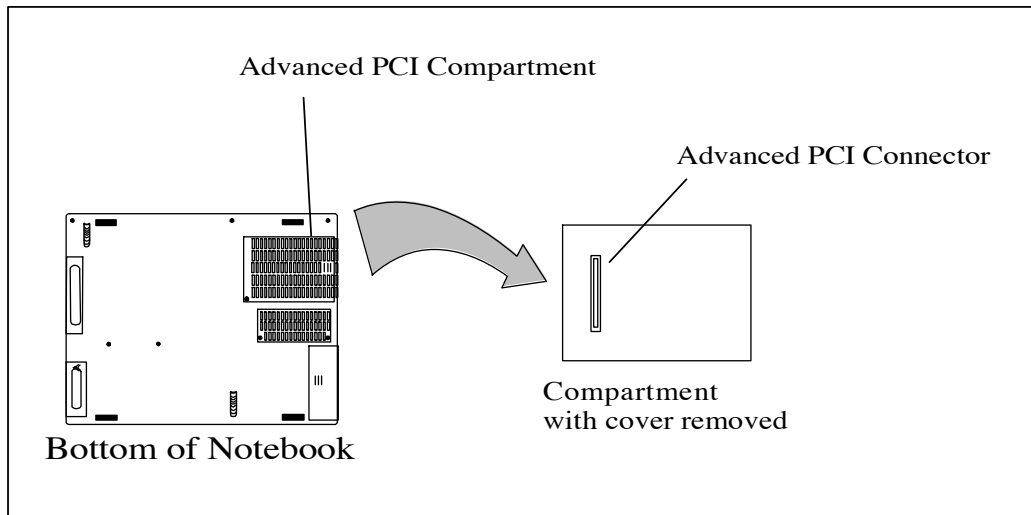 Advanced PCI Compartment
Advanced PCI Connector
Compartment
with cover removed
Bottom of Notebook